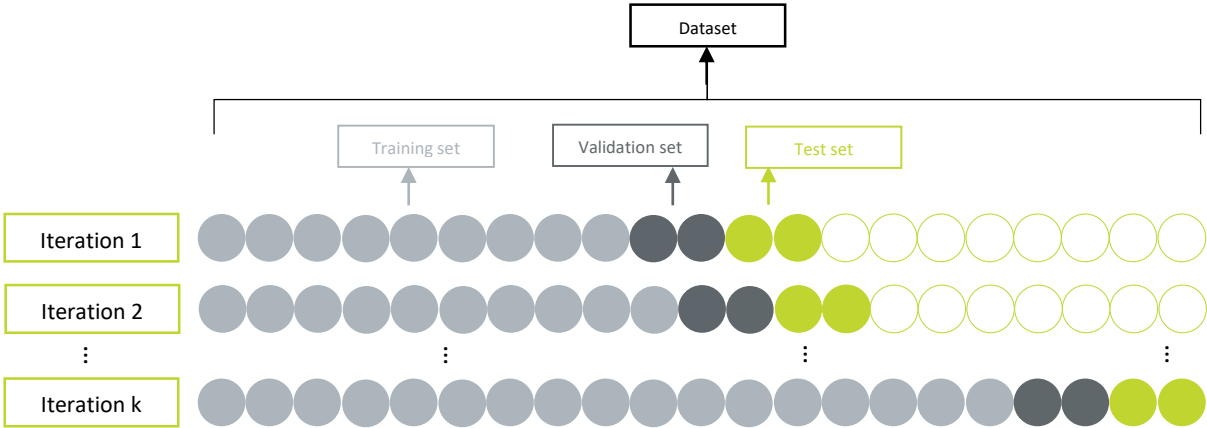 Dataset
Training set
Validation set
Test set
Iteration 1
Iteration 2
⋮ ⋮ ⋮ ⋮
Iteration k